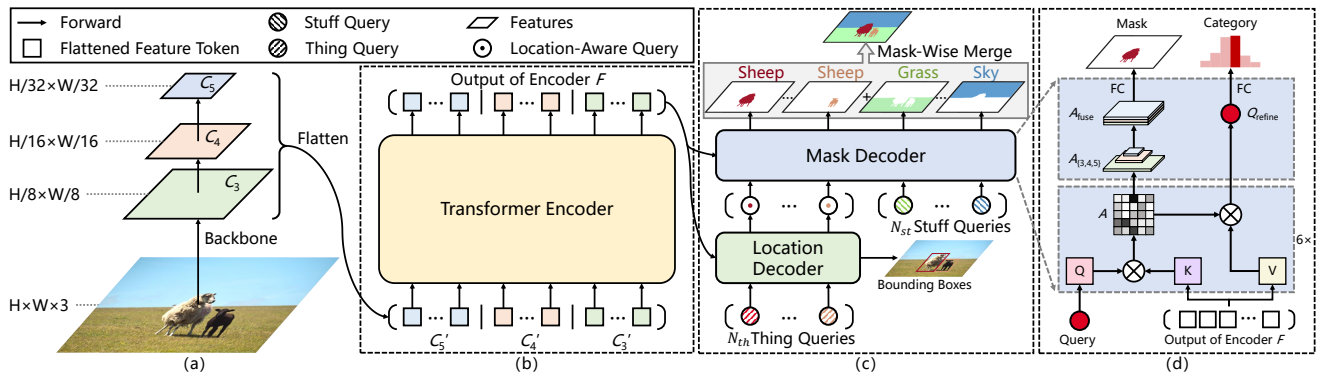 Forward
Stuff Query
Features
Flattened Feature Token
Thing Query
Location-Aware Query
H/32×W/32
C5
H/16×W/16
C4
H/8×W/8
C3
Flatten
Backbone
H×W×3
(a)
Output of Encoder F
( ... | ... | ... )
Transformer Encoder
( ... | ... | ... )
C5′ C4′ C3′
(b)
Mask-Wise Merge
Sheep Sheep Grass Sky
... + ...
Mask Decoder
( ... ) ( ... )
Nst Stuff Queries
Location Decoder
Bounding Boxes
( ... )
Nth Thing Queries
(c)
Mask Category
FC FC
Afuse Qrefine
A{3,4,5}
A
6×
Q K V
Query
( ... )
Output of Encoder F
(d)